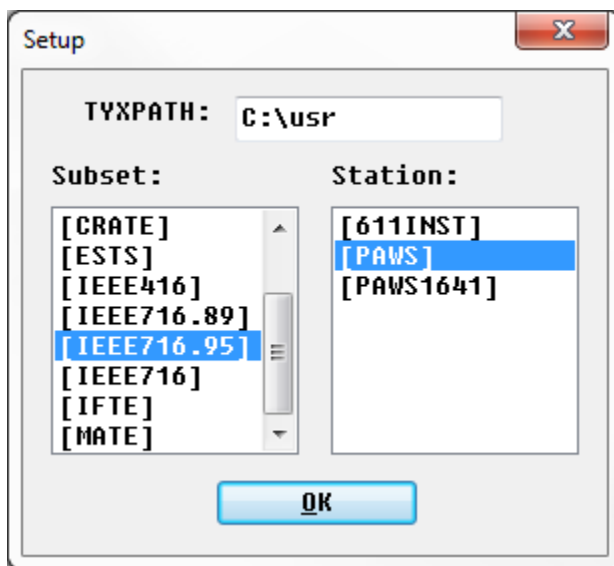 Setup
TYXPATH: C:\usr
Subset:
[CRATE]
[ESTS]
[IEEE416]
[IEEE716.89]
[IEEE716.95]
[IEEE716]
[IFTE]
[MATE]
Station:
[611INST]
[PAWS]
[PAWS1641]
OK